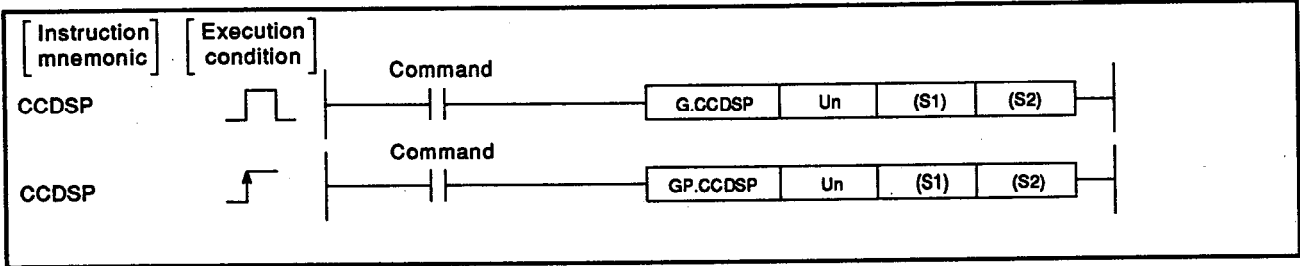 Instruction mnemonic
Execution condition
Command
CCDSP
G.CCDSP Un (S1) (S2)
Command
CCDSP
GP.CCDSP Un (S1) (S2)